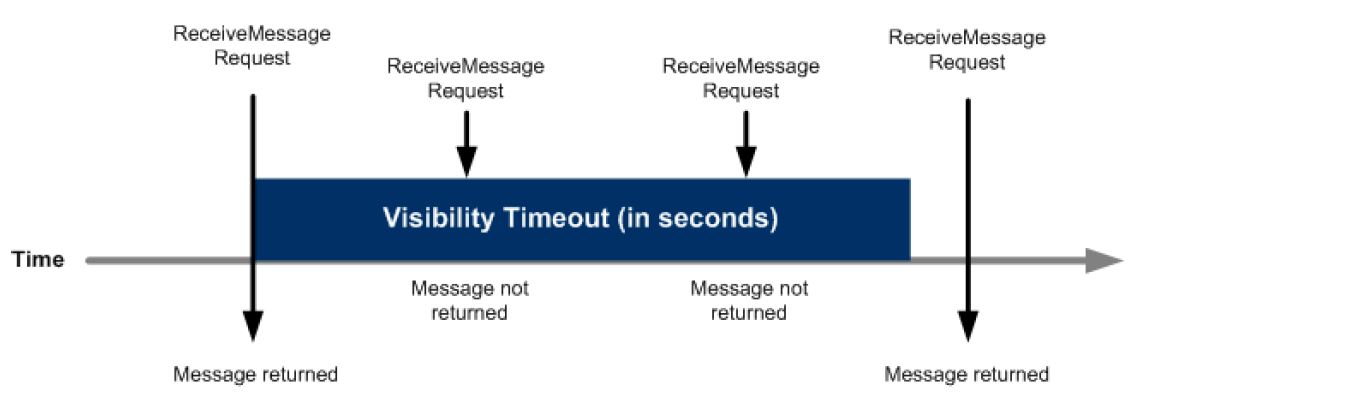 ReceiveMessage
Request
ReceiveMessage
Request
ReceiveMessage
Request
ReceiveMessage
Request
Visibility Timeout (in seconds)
Time
Message not
returned
Message not
returned
Message returned
Message returned